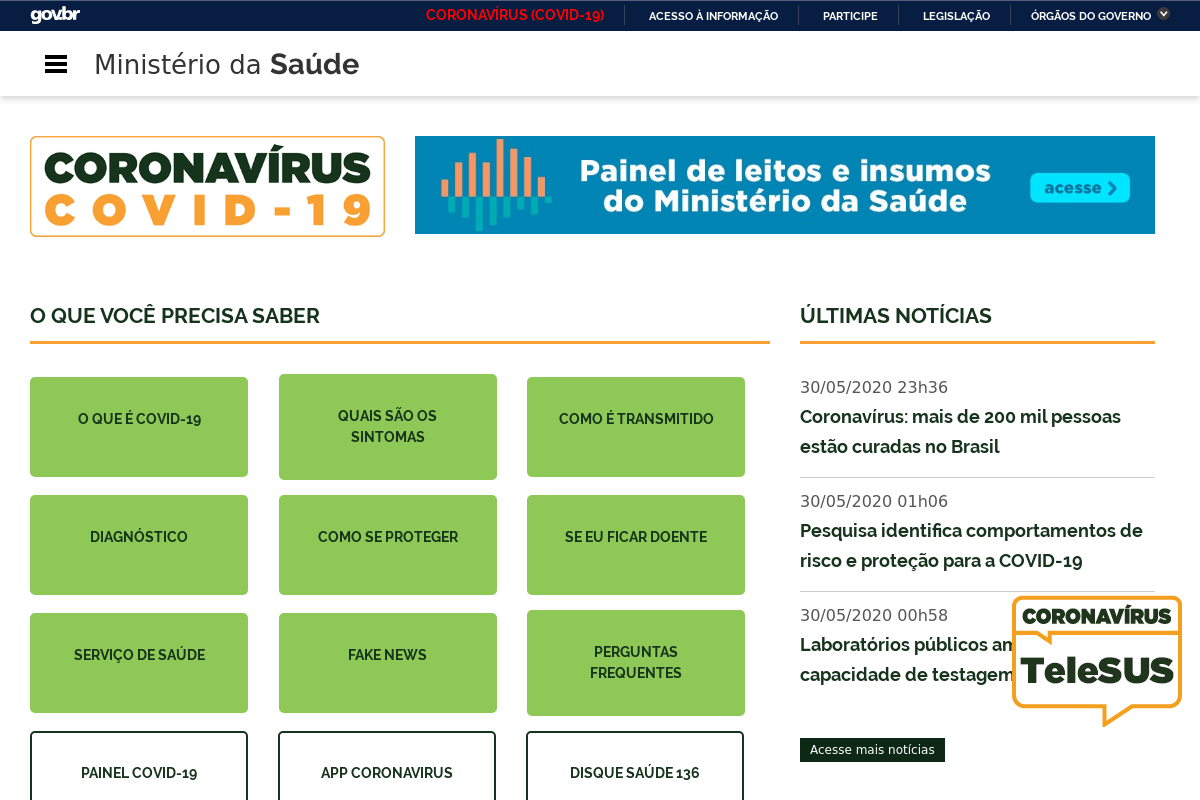 gov.br
CORONAVÍRUS (COVID-19)
ACESSO À INFORMAÇÃO
PARTICIPE
LEGISLAÇÃO
ÓRGÃOS DO GOVERNO
Ministério da Saúde
CORONAVÍRUS
COVID-19
Painel de leitos e insumos
do Ministério da Saúde
acesse
O QUE VOCÊ PRECISA SABER
O QUE É COVID-19
QUAIS SÃO OS
SINTOMAS
COMO É TRANSMITIDO
DIAGNÓSTICO
COMO SE PROTEGER
SE EU FICAR DOENTE
SERVIÇO DE SAÚDE
FAKE NEWS
PERGUNTAS
FREQUENTES
PAINEL COVID-19
APP CORONAVIRUS
DISQUE SAÚDE 136
ÚLTIMAS NOTÍCIAS
30/05/2020 23h36
Coronavírus: mais de 200 mil pessoas
estão curadas no Brasil
30/05/2020 01h06
Pesquisa identifica comportamentos de
risco e proteção para a COVID-19
30/05/2020 00h58
Laboratórios públicos
capacidade de testagem
CORONAVÍRUS
TeleSUS
Acesse mais notícias